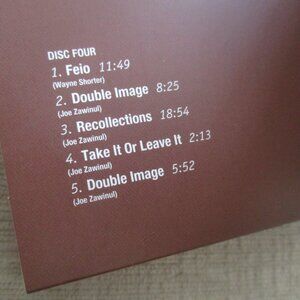 DISC FOUR
1. Feio 11:49
(Wayne Shorter)
2. Double Image 8:25
(Joe Zawinul)
3. Recollections 18:54
(Joe Zawinul)
4. Take It Or Leave It 2:13
(Joe Zawinul)
5. Double Image 5:52
(Joe Zawinul)